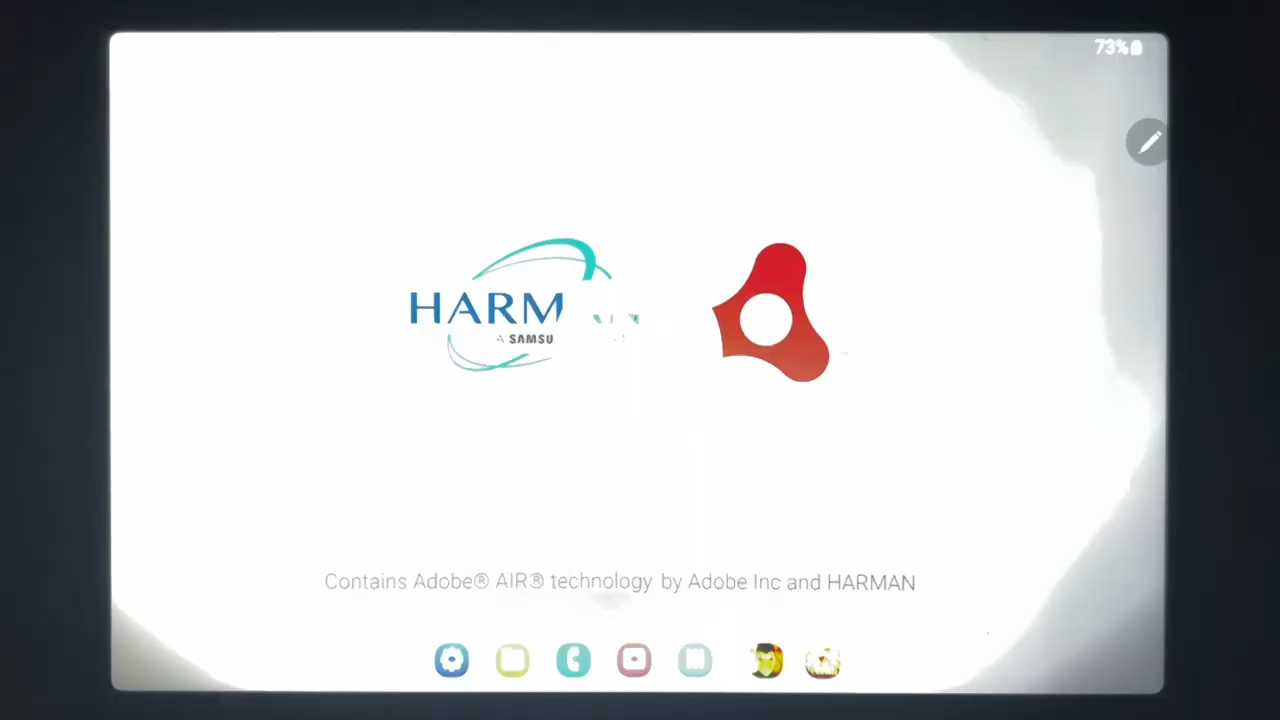 73%
HARM
A SAMSU
Contains Adobe® AIR® technology by Adobe Inc and HARMAN